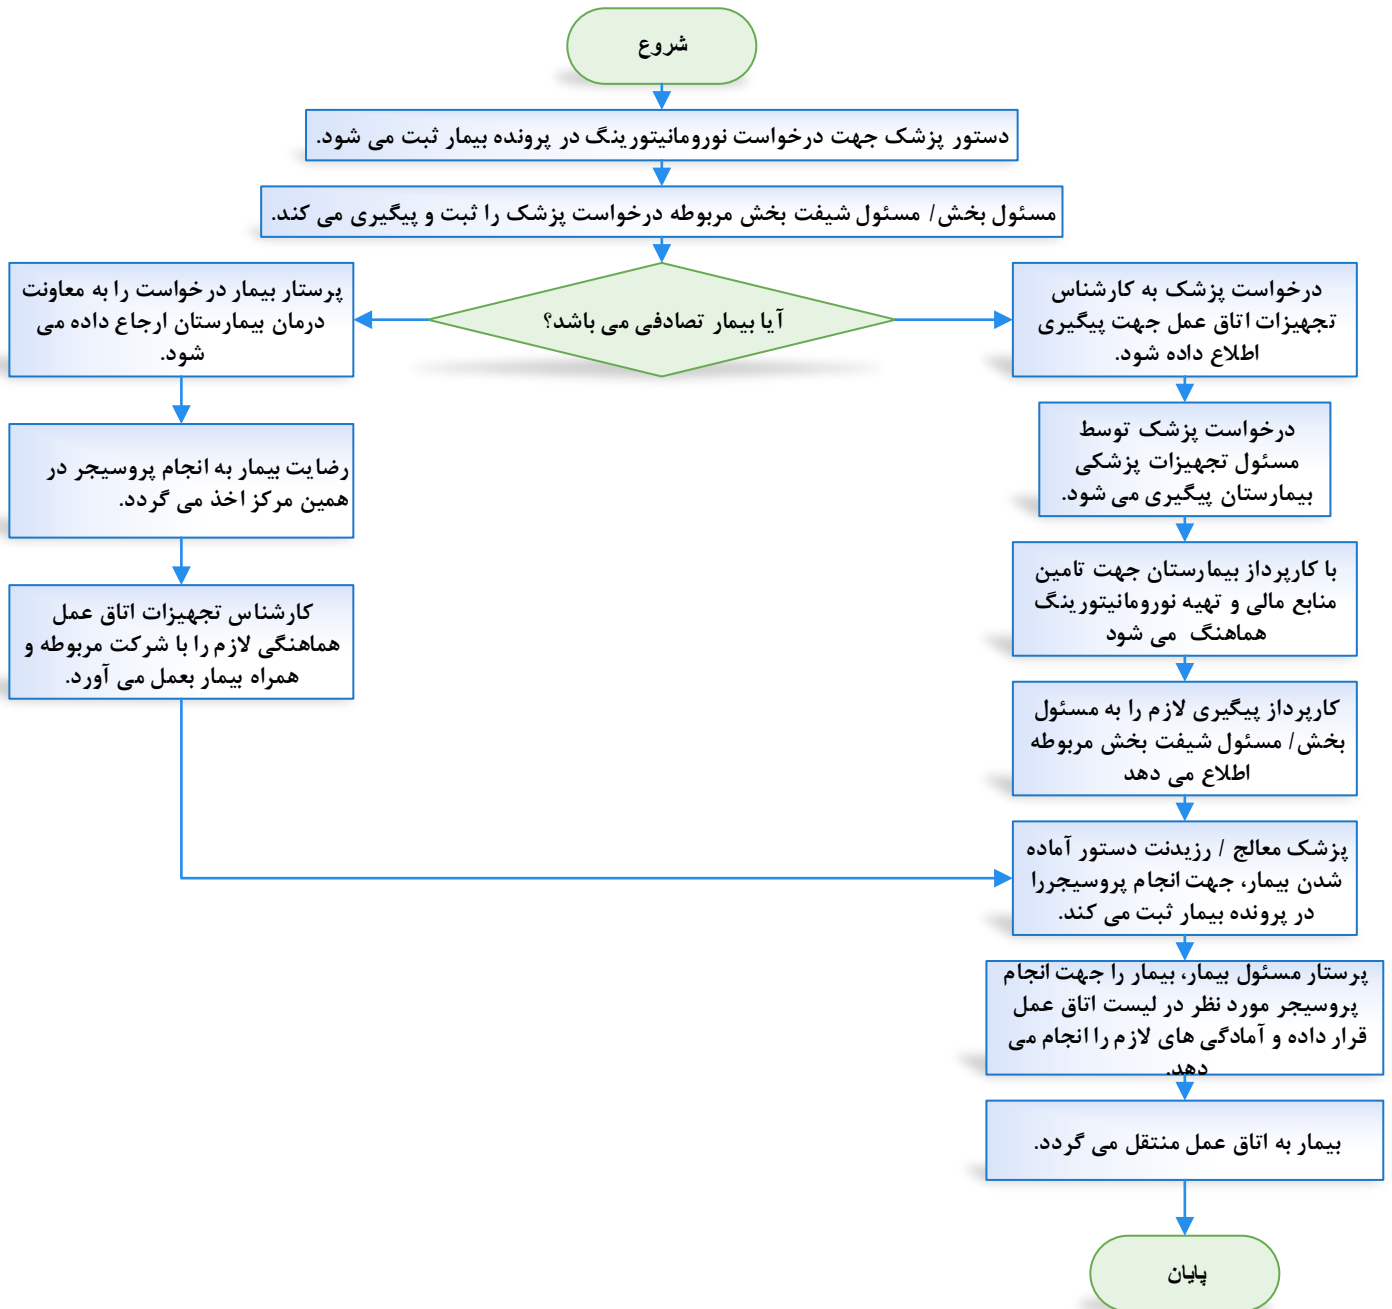 شروع
دستور پزشک جهت درخواست نورومانیتورینگ در پرونده بیمار ثبت می شود.
مسئول بخش/ مسئول شیفت بخش مربوطه درخواست پزشک را ثبت و پیگیری می کند.
آیا بیمار تصادفی می باشد؟
درخواست پزشک به کارشناس
تجهیزات اتاق عمل جهت پیگیری
اطلاع داده شود.
درخواست پزشک توسط
مسئول تجهیزات پزشکی
بیمارستان پیگیری می شود.
با کارپرداز بیمارستان جهت تامین
منابع مالی و تهیه نورومانیتورینگ
هماهنگ می شود
کارپرداز پیگیری لازم را به مسئول
بخش/ مسئول شیفت بخش مربوطه
اطلاع می دهد
پرستار بیمار درخواست را به معاونت
درمان بیمارستان ارجاع داده می
شود.
رضایت بیمار به انجام پروسیجر در
همین مرکز اخذ می گردد.
کارشناس تجهیزات اتاق عمل
هماهنگی لازم را با شرکت مربوطه و
همراه بیمار بعمل می آورد.
پزشک معالج / رزیدنت دستور آماده
شدن بیمار، جهت انجام پروسیجررا
در پرونده بیمار ثبت می کند.
پرستار مسئول بیمار، بیمار را جهت انجام
پروسیجر مورد نظر در لیست اتاق عمل
قرار داده و آمادگی های لازم را انجام می
دهد.
بیمار به اتاق عمل منتقل می گردد.
پایان